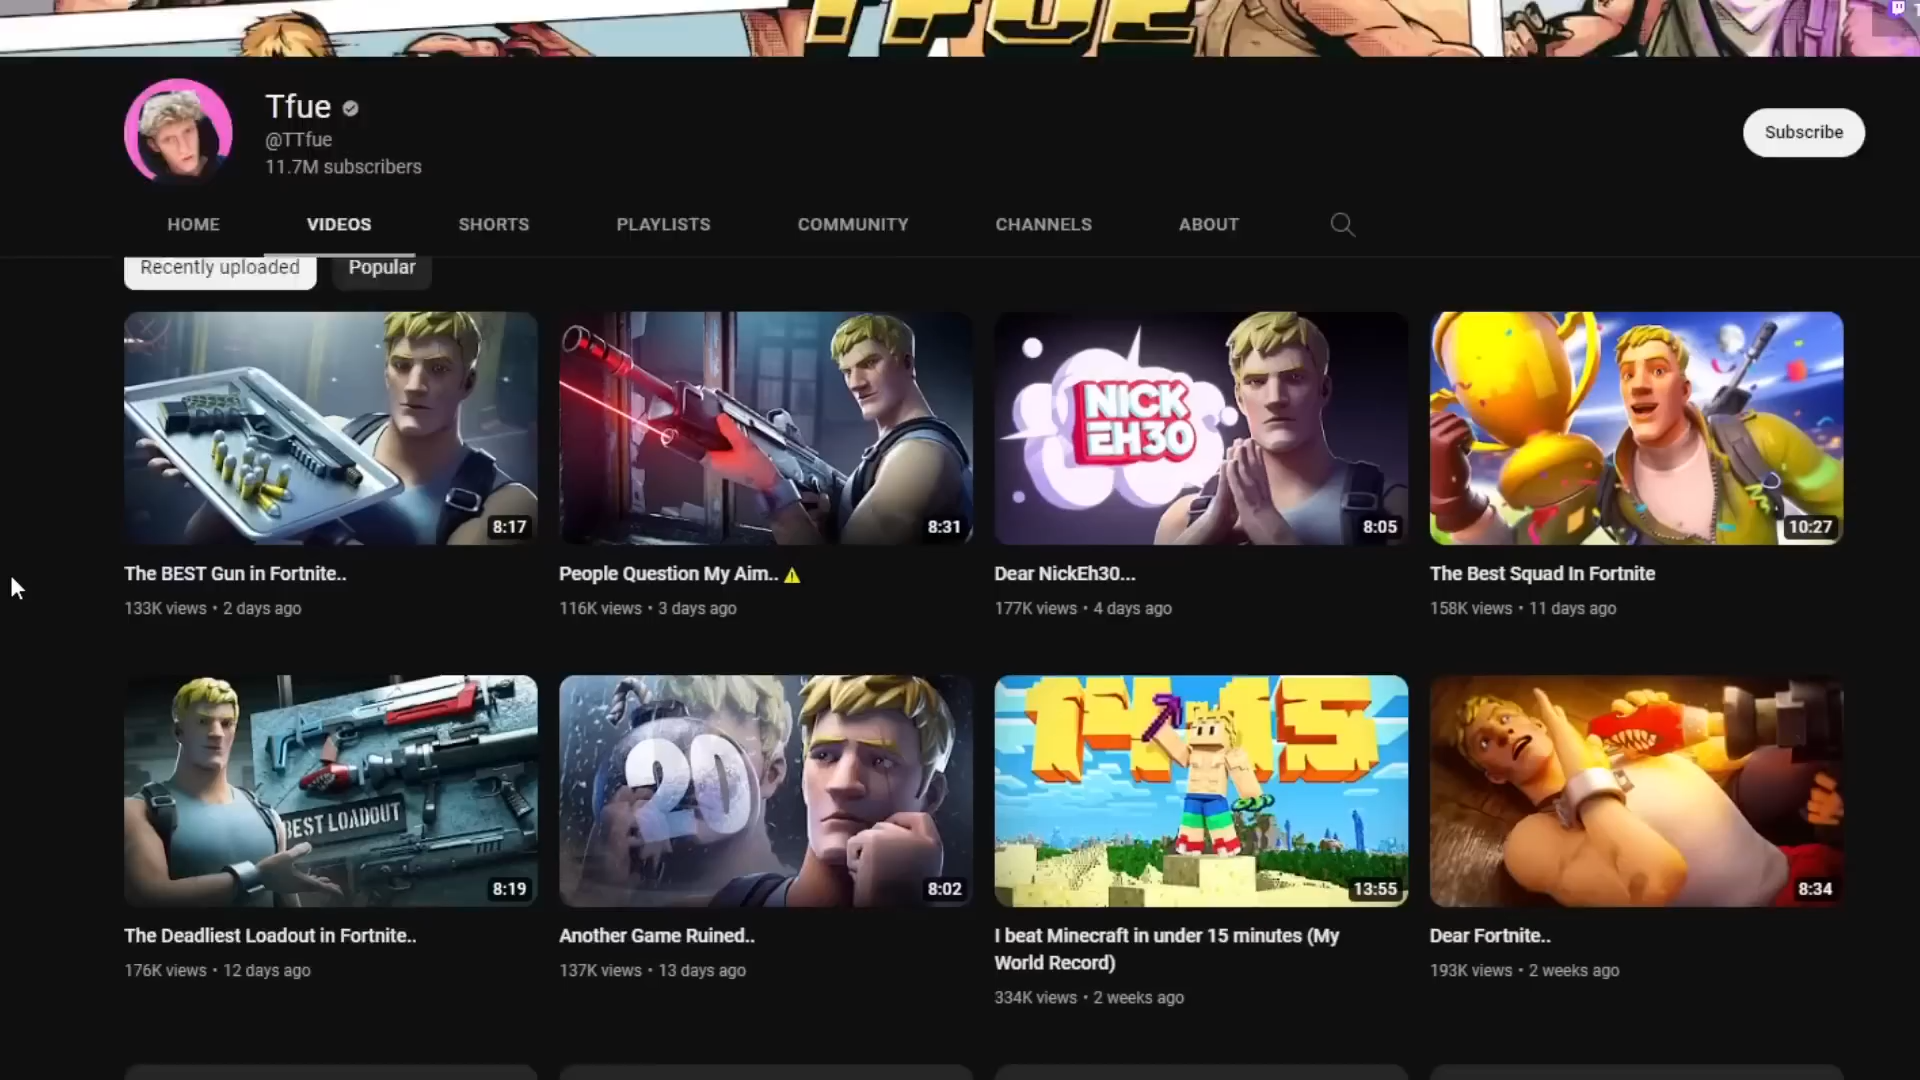 TFUE
Tfue
@TTfue
11.7M subscribers
Subscribe
HOME
VIDEOS
SHORTS
PLAYLISTS
COMMUNITY
CHANNELS
ABOUT
Recently uploaded
Popular
NICK
EH30
8:17
8:31
8:05
10:27
The BEST Gun in Fortnite..
People Question My Aim.. ⚠
Dear NickEh30...
The Best Squad In Fortnite
133K views • 2 days ago
116K views • 3 days ago
177K views • 4 days ago
158K views • 11 days ago
BEST LOADOUT
20
8:19
8:02
13:55
8:34
The Deadliest Loadout in Fortnite..
Another Game Ruined..
I beat Minecraft in under 15 minutes (My
World Record)
Dear Fortnite..
176K views • 12 days ago
137K views • 13 days ago
334K views • 2 weeks ago
193K views • 2 weeks ago